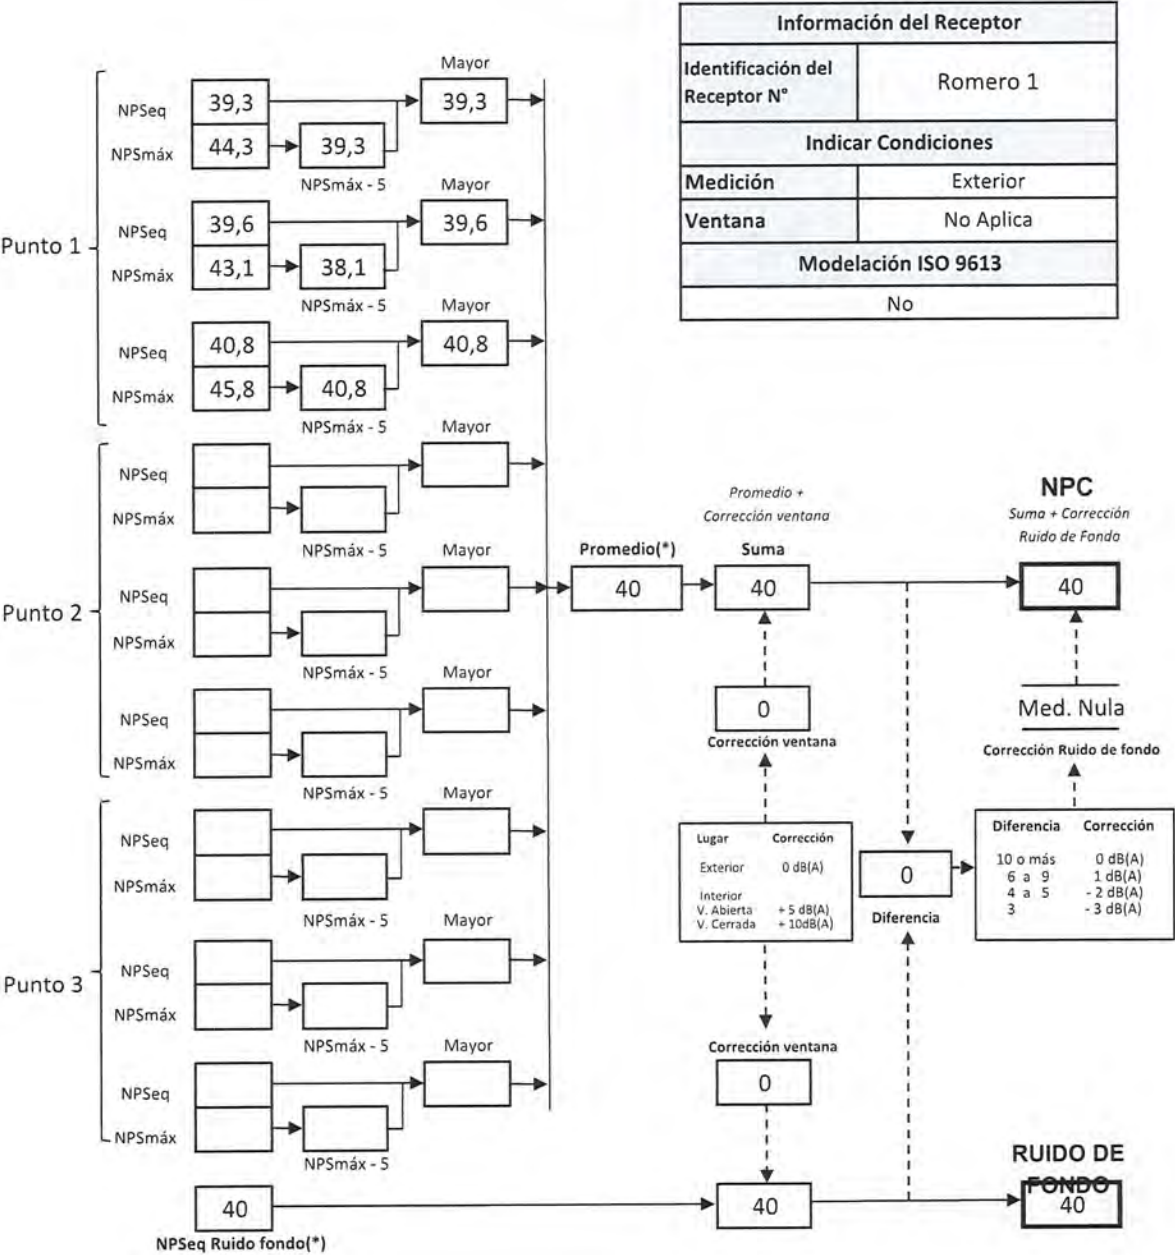 Información del Receptor
Identificación del Receptor N°
Romero 1
Indicar Condiciones
Medición
Exterior
Ventana
No Aplica
Modelación ISO 9613
No
Punto 1
Mayor
NPSeq
39,3
39,3
NPSmáx
44,3
39,3
NPSmáx - 5
Mayor
NPSeq
39,6
39,6
NPSmáx
43,1
38,1
NPSmáx - 5
Mayor
NPSeq
40,8
40,8
NPSmáx
45,8
40,8
NPSmáx - 5
Punto 2
Mayor
NPSeq
NPSmáx
NPSmáx - 5
Mayor
NPSeq
NPSmáx
NPSmáx - 5
Mayor
NPSeq
NPSmáx
NPSmáx - 5
Punto 3
Mayor
NPSeq
NPSmáx
NPSmáx - 5
Mayor
NPSeq
NPSmáx
NPSmáx - 5
Mayor
NPSeq
NPSmáx
NPSmáx - 5
40
NPSeq Ruido fondo(*)
Promedio(*)
40
Promedio +
Corrección ventana
Suma
40
0
Corrección ventana
Lugar Corrección
Exterior 0 dB(A)
Interior
V. Abierta + 5 dB(A)
V. Cerrada + 10dB(A)
Corrección ventana
0
40
0
Diferencia
NPC
Suma + Corrección
Ruido de Fondo
40
Med. Nula
Corrección Ruido de fondo
Diferencia Corrección
10 o más 0 dB(A)
6 a 9 1 dB(A)
4 a 5 - 2 dB(A)
3 - 3 dB(A)
RUIDO DE
FONDO
40